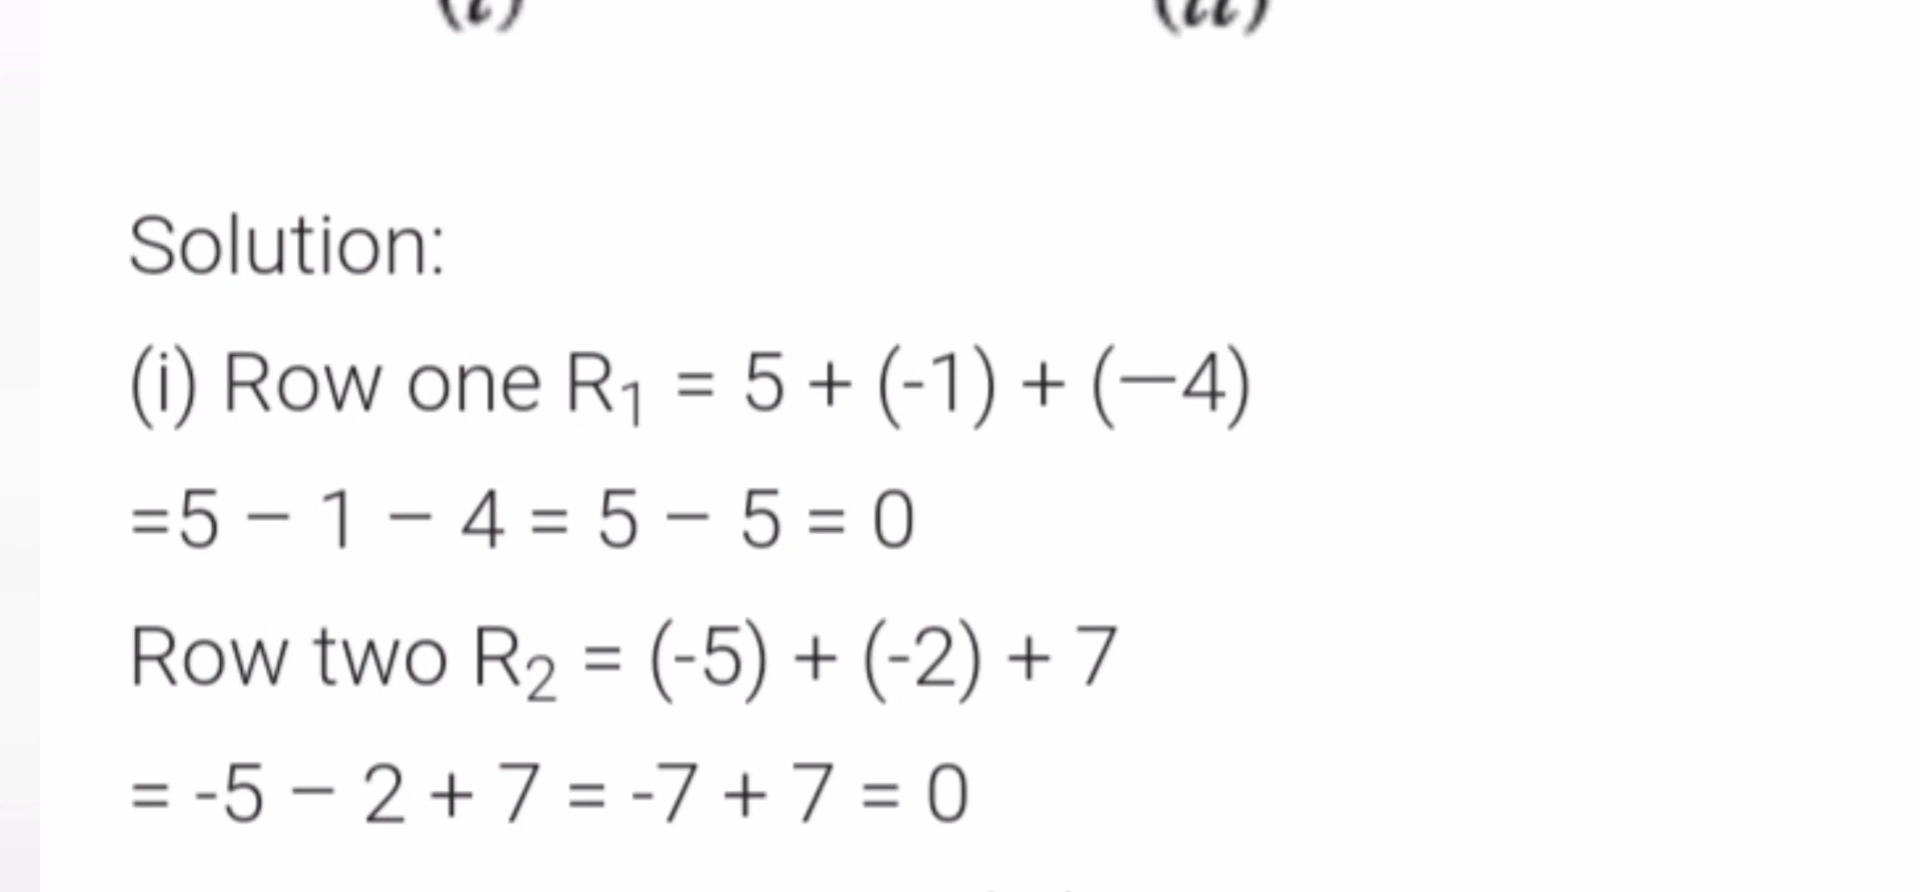 (i) (ii)
Solution:
(i) Row one R₁ = 5 + (-1) + (—4)
=5 – 1 – 4 = 5 – 5 = 0
Row two R₂ = (-5) + (-2) + 7
= -5 – 2 + 7 = -7 + 7 = 0